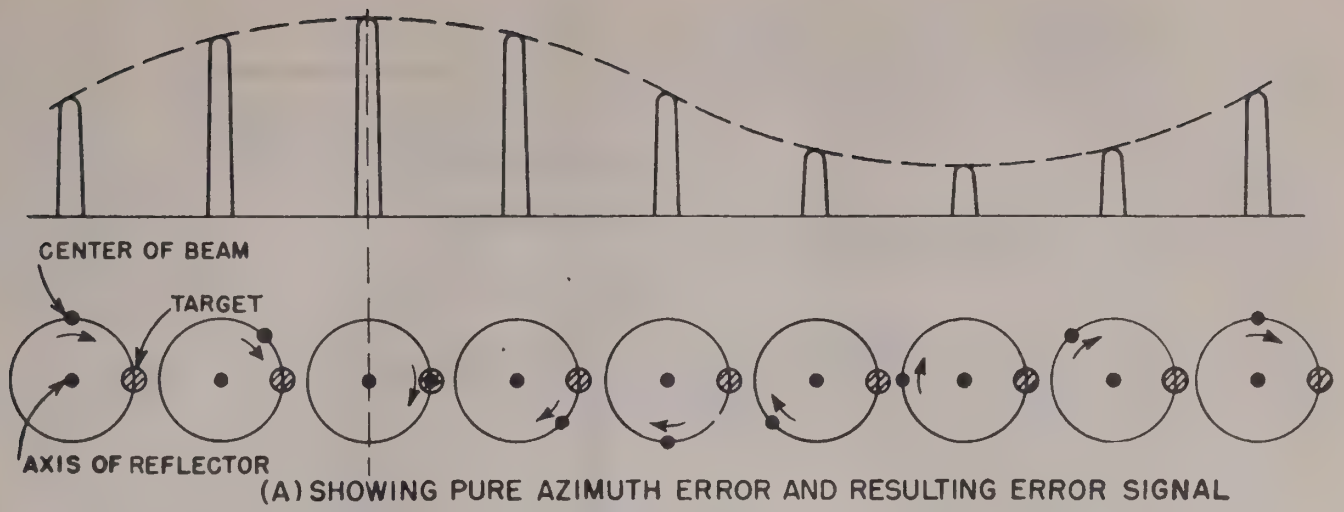 CENTER OF BEAM
TARGET
AXIS OF REFLECTOR
(A) SHOWING PURE AZIMUTH ERROR AND RESULTING ERROR SIGNAL